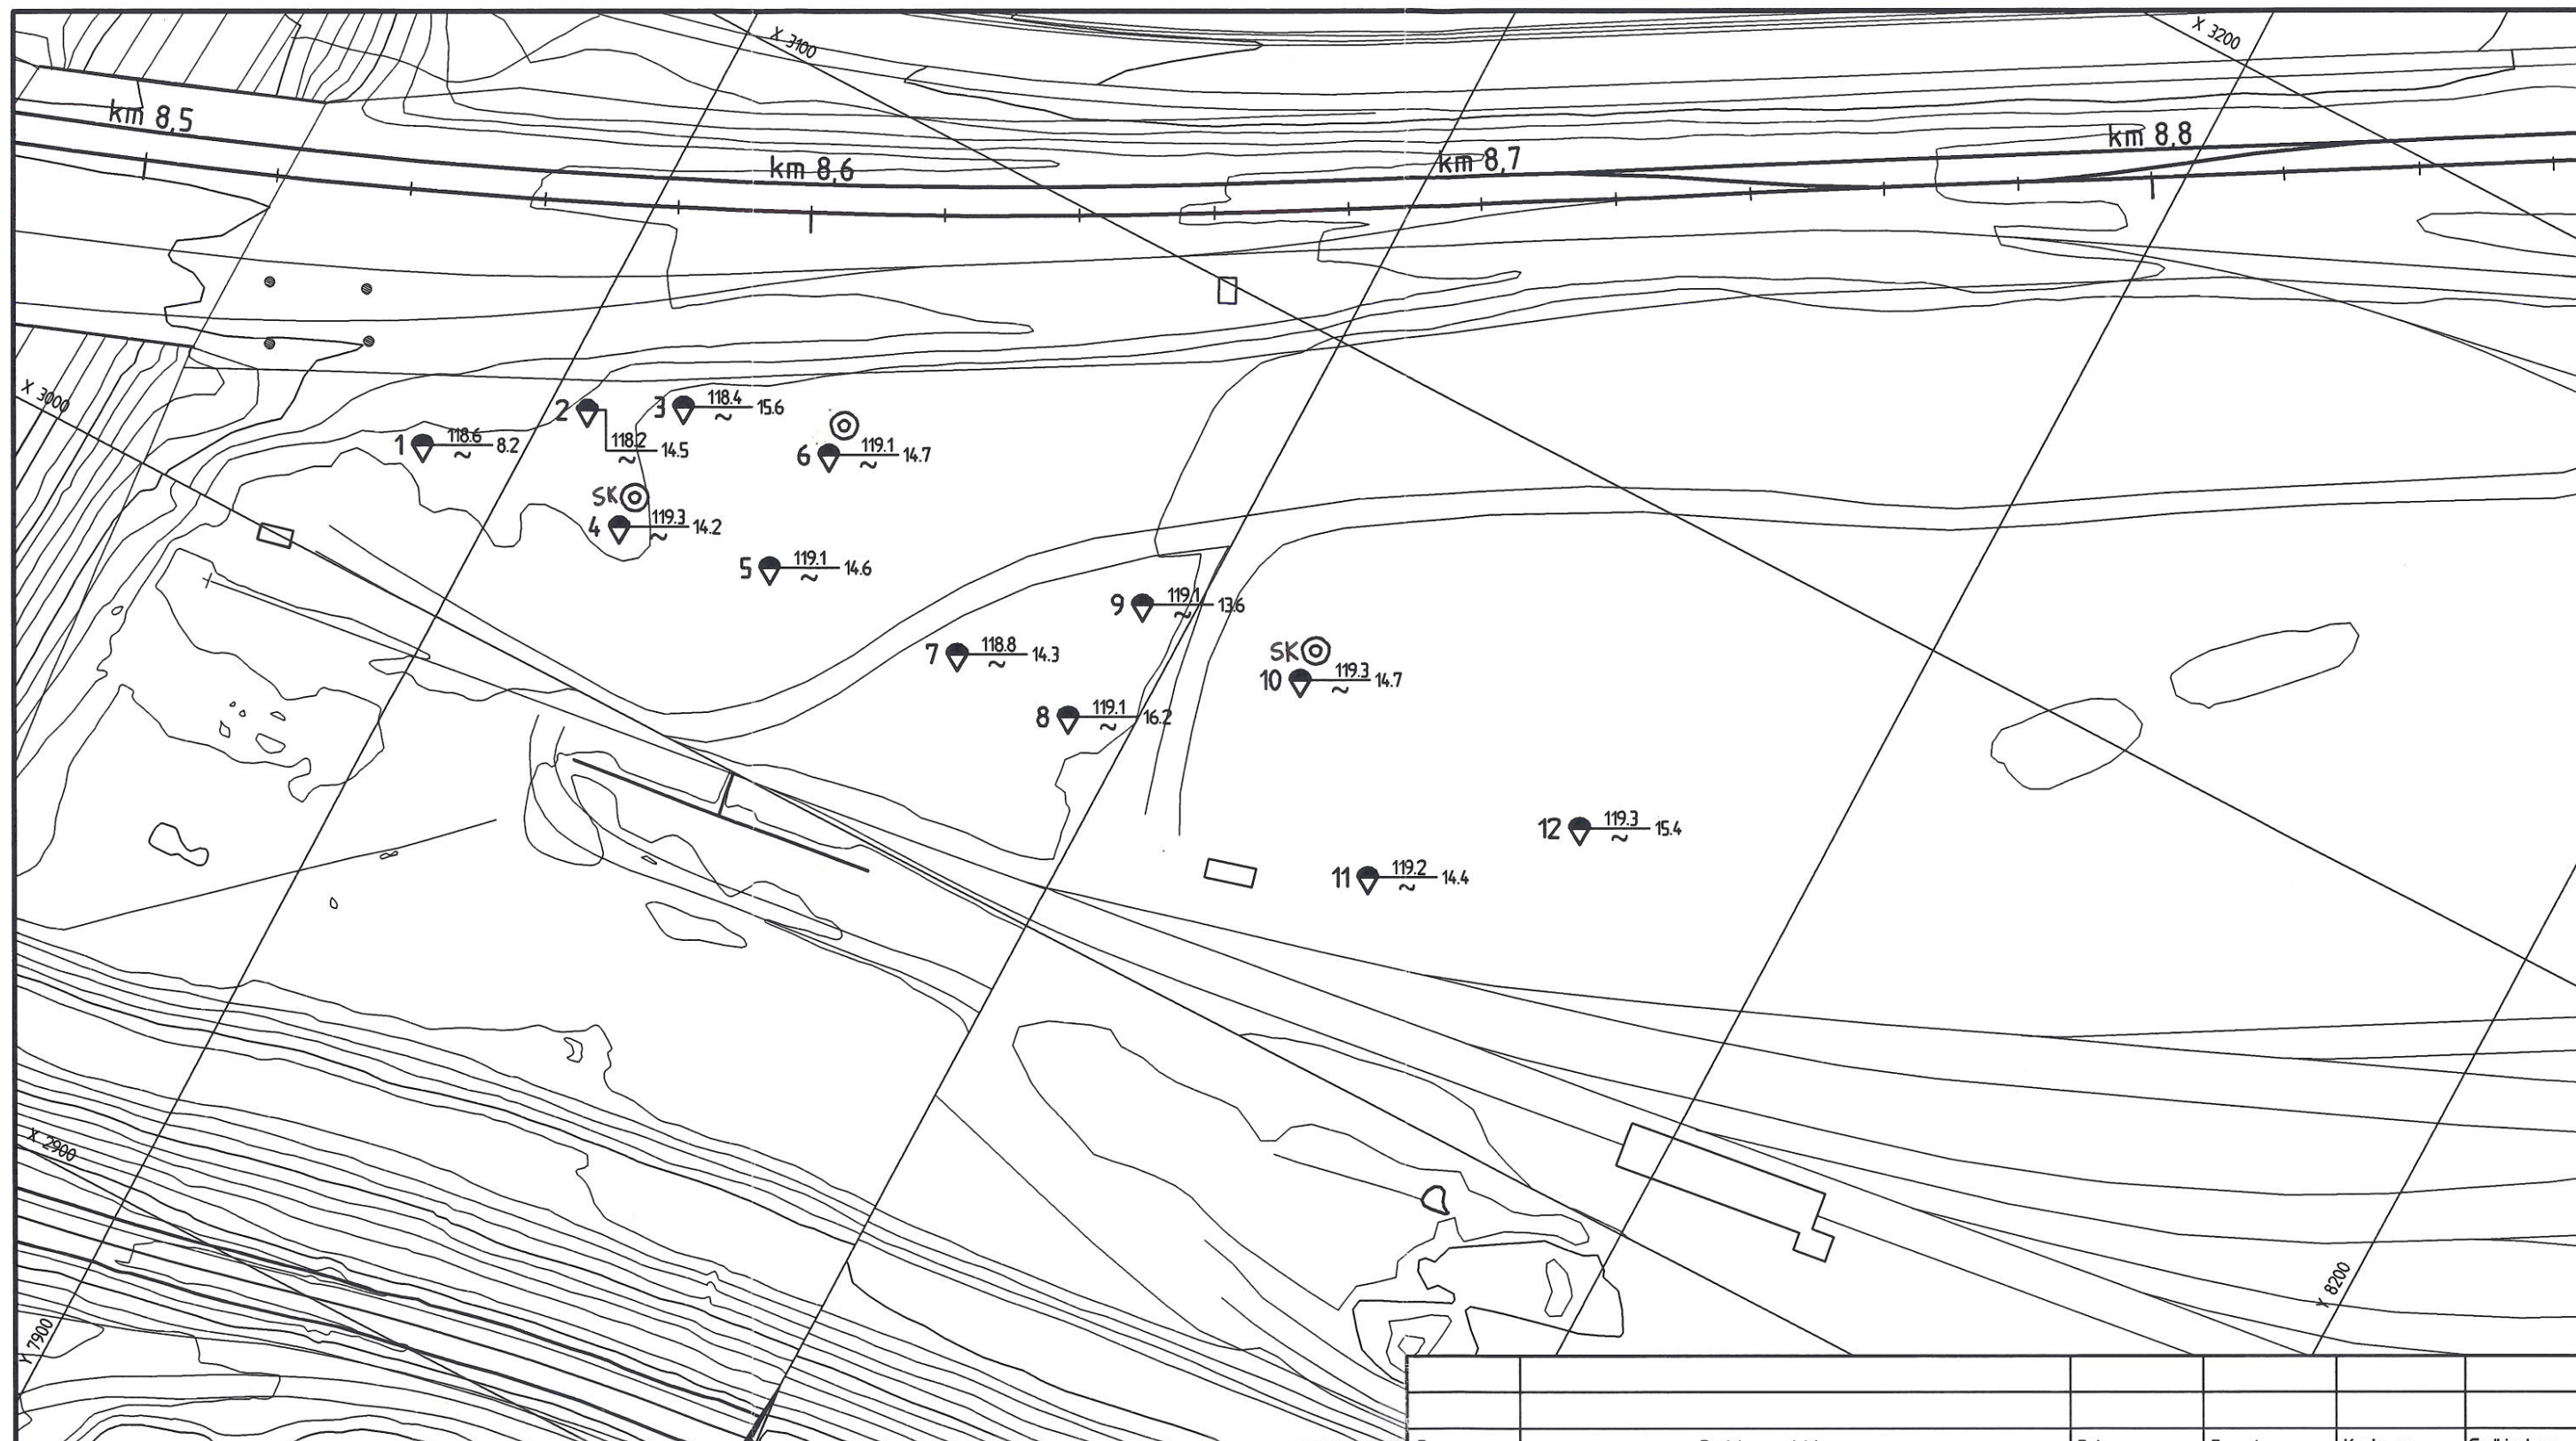 X 3100
X 3200
km 8,5
km 8,6
km 8,7
km 8,8
X 3000
1 118.6 ~ 8.2
2 118.2 ~ 14.5
3 118.4 ~ 15.6
6 119.1 ~ 14.7
SK
4 119.3 ~ 14.2
5 119.1 ~ 14.6
9 119.1 ~ 13.6
7 118.8 ~ 14.3
SK
10 119.3 ~ 14.7
8 119.1 ~ 16.2
12 119.3 ~ 15.4
11 119.2 ~ 14.4
X 2900
Y 7900
Y 8200